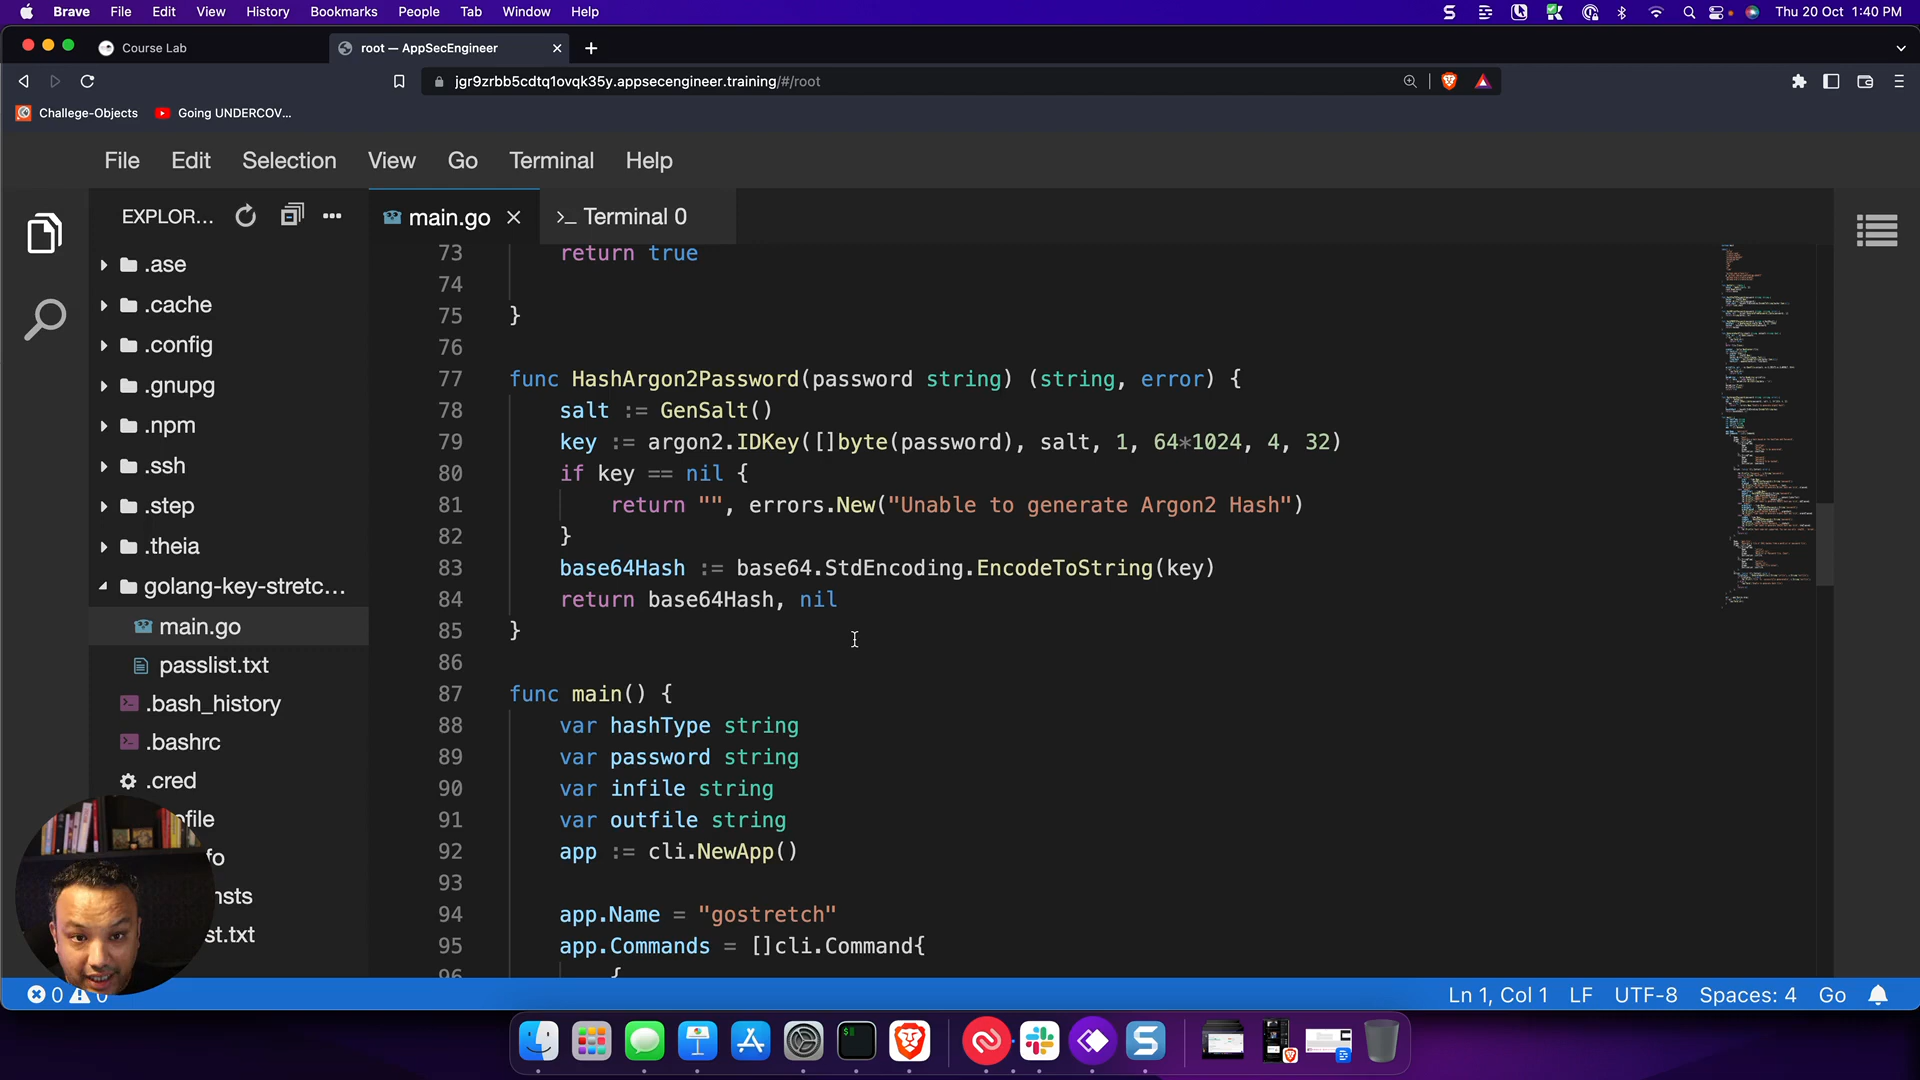 Brave File Edit View History Bookmarks People Tab Window Help Thu 20 Oct 1:40 PM
Course Lab root — AppSecEngineer
jgr9zrbb5cdtq1ovqk35y.appsecengineer.training/#/root
Challege-Objects Going UNDERCOV...
File Edit Selection View Go Terminal Help
EXPLOR... main.go >_ Terminal 0
.ase
.cache
.config
.gnupg
.npm
.ssh
.step
.theia
golang-key-stretc...
main.go
passlist.txt
.bash_history
.bashrc
.cred
ofile
fo
nsts
st.txt
73 return true
74
75 }
76
77 func HashArgon2Password(password string) (string, error) {
78 salt := GenSalt()
79 key := argon2.IDKey([]byte(password), salt, 1, 64*1024, 4, 32)
80 if key == nil {
81 return "", errors.New("Unable to generate Argon2 Hash")
82 }
83 base64Hash := base64.StdEncoding.EncodeToString(key)
84 return base64Hash, nil
85 }
86
87 func main() {
88 var hashType string
89 var password string
90 var infile string
91 var outfile string
92 app := cli.NewApp()
93
94 app.Name = "gostretch"
95 app.Commands = []cli.Command{
96 {
0 0 Ln 1, Col 1 LF UTF-8 Spaces: 4 Go